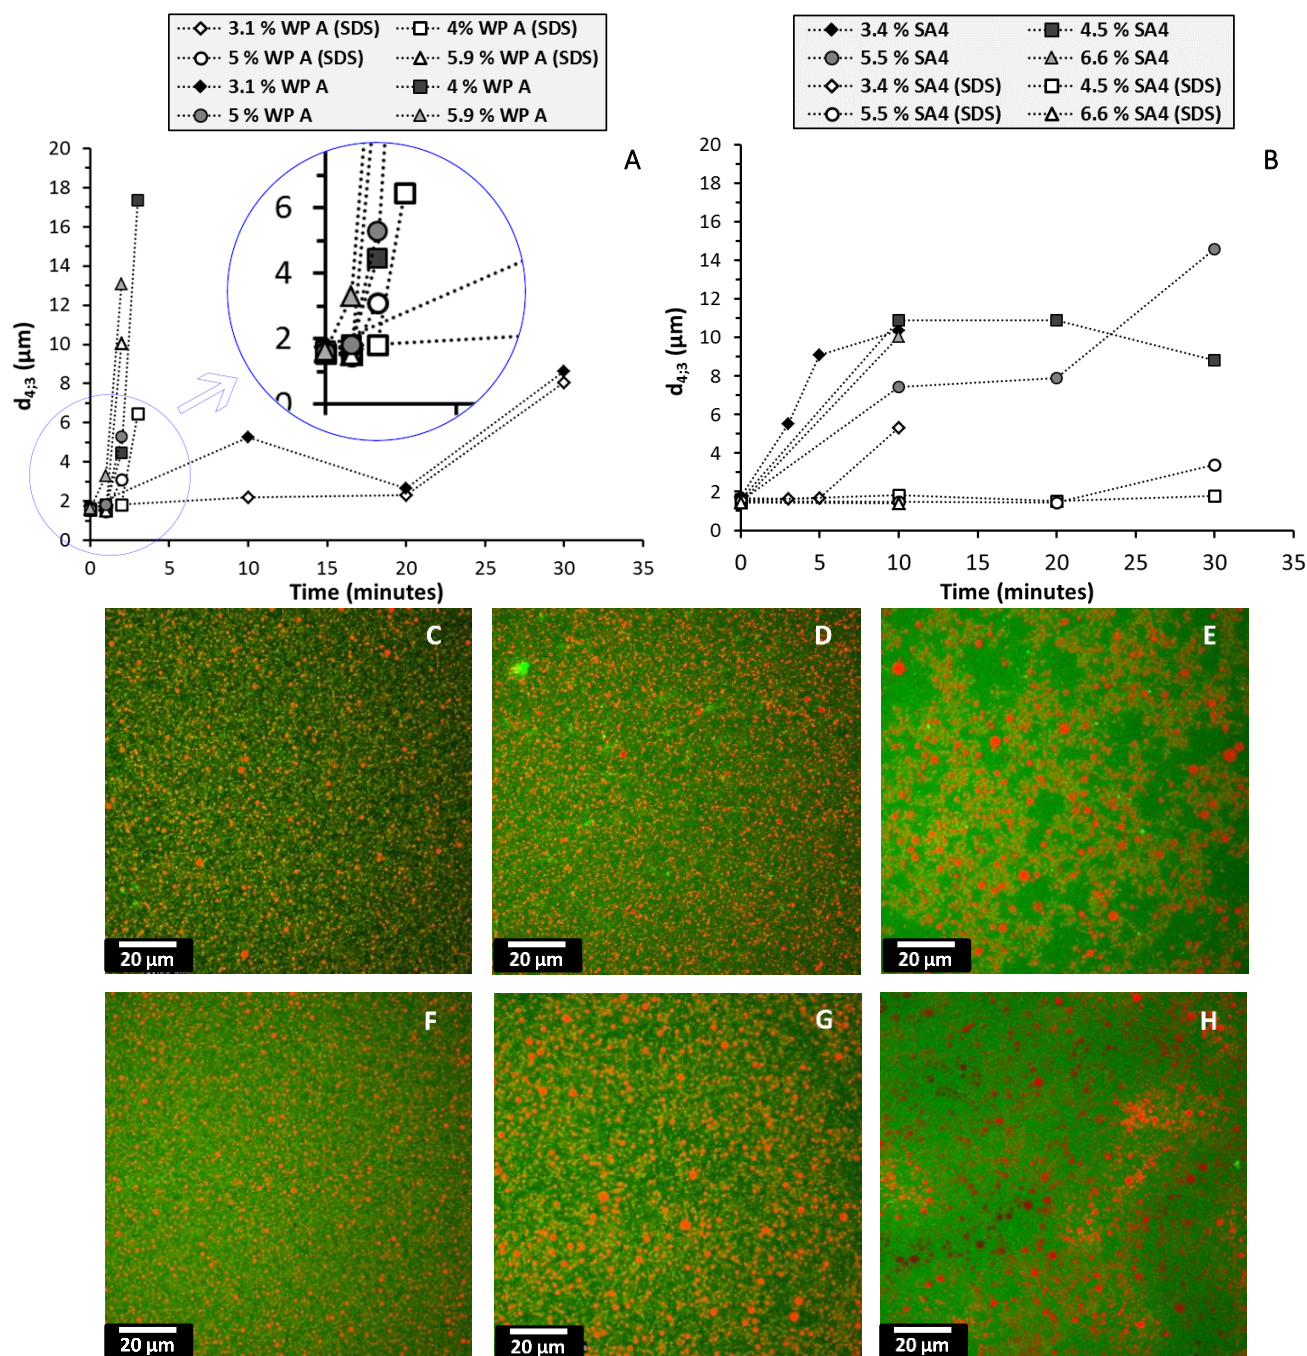 3.1 % WP A (SDS) 4% WP A (SDS)
5 % WP A (SDS) 5.9 % WP A (SDS)
3.1 % WP A 4 % WP A
5 % WP A 5.9 % WP A
3.4 % SA4 4.5 % SA4
5.5 % SA4 6.6 % SA4
3.4 % SA4 (SDS) 4.5 % SA4 (SDS)
5.5 % SA4 (SDS) 6.6 % SA4 (SDS)
A
d4;3 (µm)
20
18
16
14
12
10
8
6
4
2
0
6
4
2
0
0 5 10 15 20 25 30 35
Time (minutes)
B
d4;3 (µm)
20
18
16
14
12
10
8
6
4
2
0
0 5 10 15 20 25 30 35
Time (minutes)
C
20 µm
D
20 µm
E
20 µm
F
20 µm
G
20 µm
H
20 µm